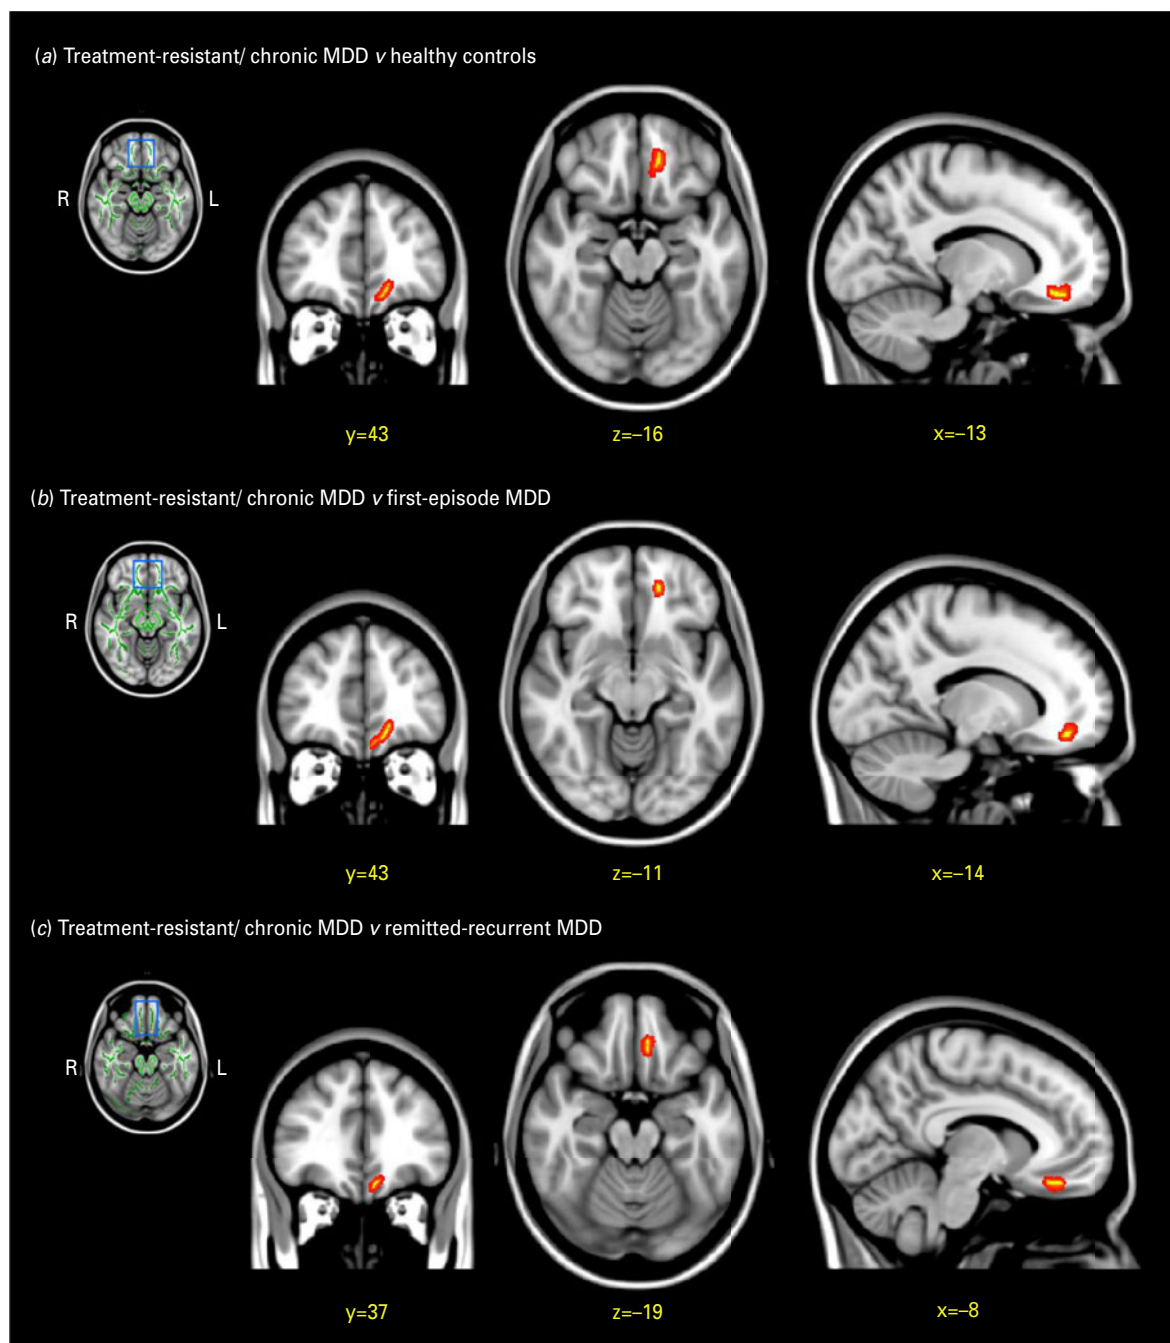 (a) Treatment-resistant/ chronic MDD v healthy controls
R
L
y=43
z=–16
x=–13
(b) Treatment-resistant/ chronic MDD v first-episode MDD
R
L
y=43
z=–11
x=–14
(c) Treatment-resistant/ chronic MDD v remitted-recurrent MDD
R
L
y=37
z=–19
x=–8